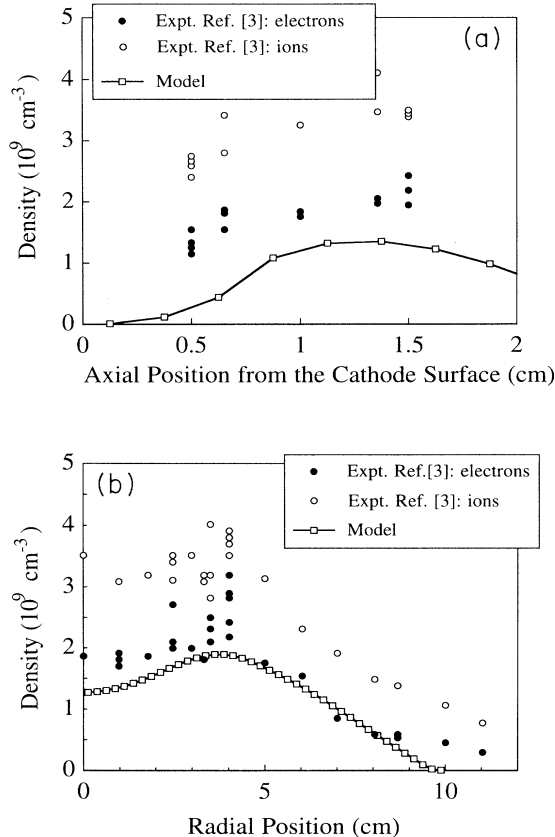 Expt. Ref. [3]: electrons
Expt. Ref. [3]: ions
Model
(a)
5
4
3
2
1
0
Density (10⁹ cm⁻³)
0 0.5 1 1.5 2
Axial Position from the Cathode Surface (cm)
Expt. Ref.[3]: electrons
Expt. Ref. [3]: ions
Model
(b)
5
4
3
2
1
0
Density (10⁹ cm⁻³)
0 5 10
Radial Position (cm)